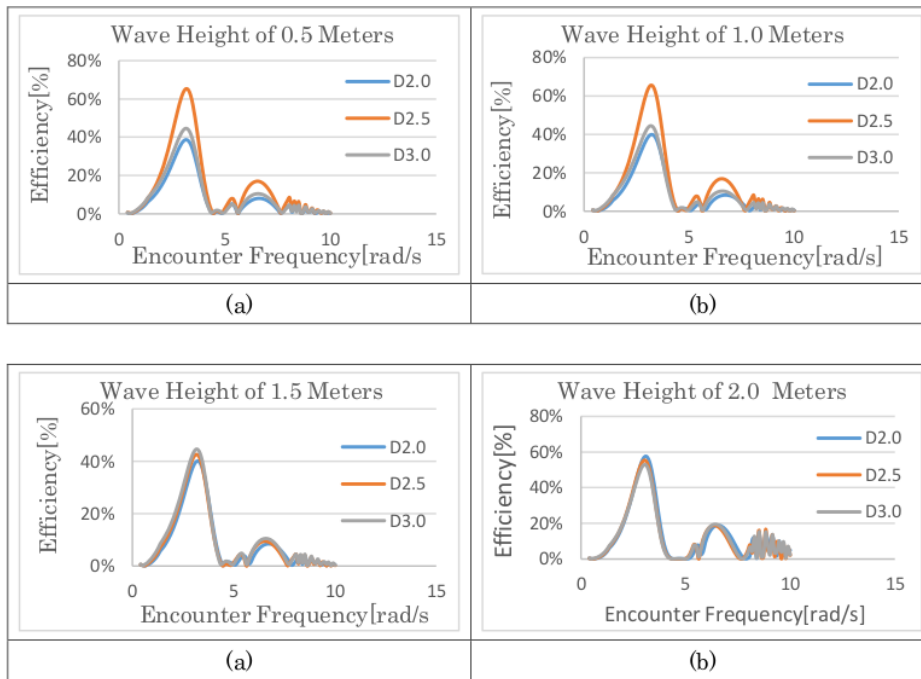 Wave Height of 0.5 Meters
Efficiency[%]
80%
60%
40%
20%
0%
0 5 10 15
Encounter Frequency[rad/s
D2.0
D2.5
D3.0
(a)
Wave Height of 1.0 Meters
Efficiency[%]
80%
60%
40%
20%
0%
0 5 10 15
Encounter Frequency[rad/s]
D2.0
D2.5
D3.0
(b)
Wave Height of 1.5 Meters
Efficiency[%]
60%
40%
20%
0%
0 5 10 15
Encounter Frequency[rad/s
D2.0
D2.5
D3.0
(a)
Wave Height of 2.0 Meters
Efficiency[%]
80%
60%
40%
20%
0%
0 5 10 15
Encounter Frequency[rad/s]
D2.0
D2.5
D3.0
(b)